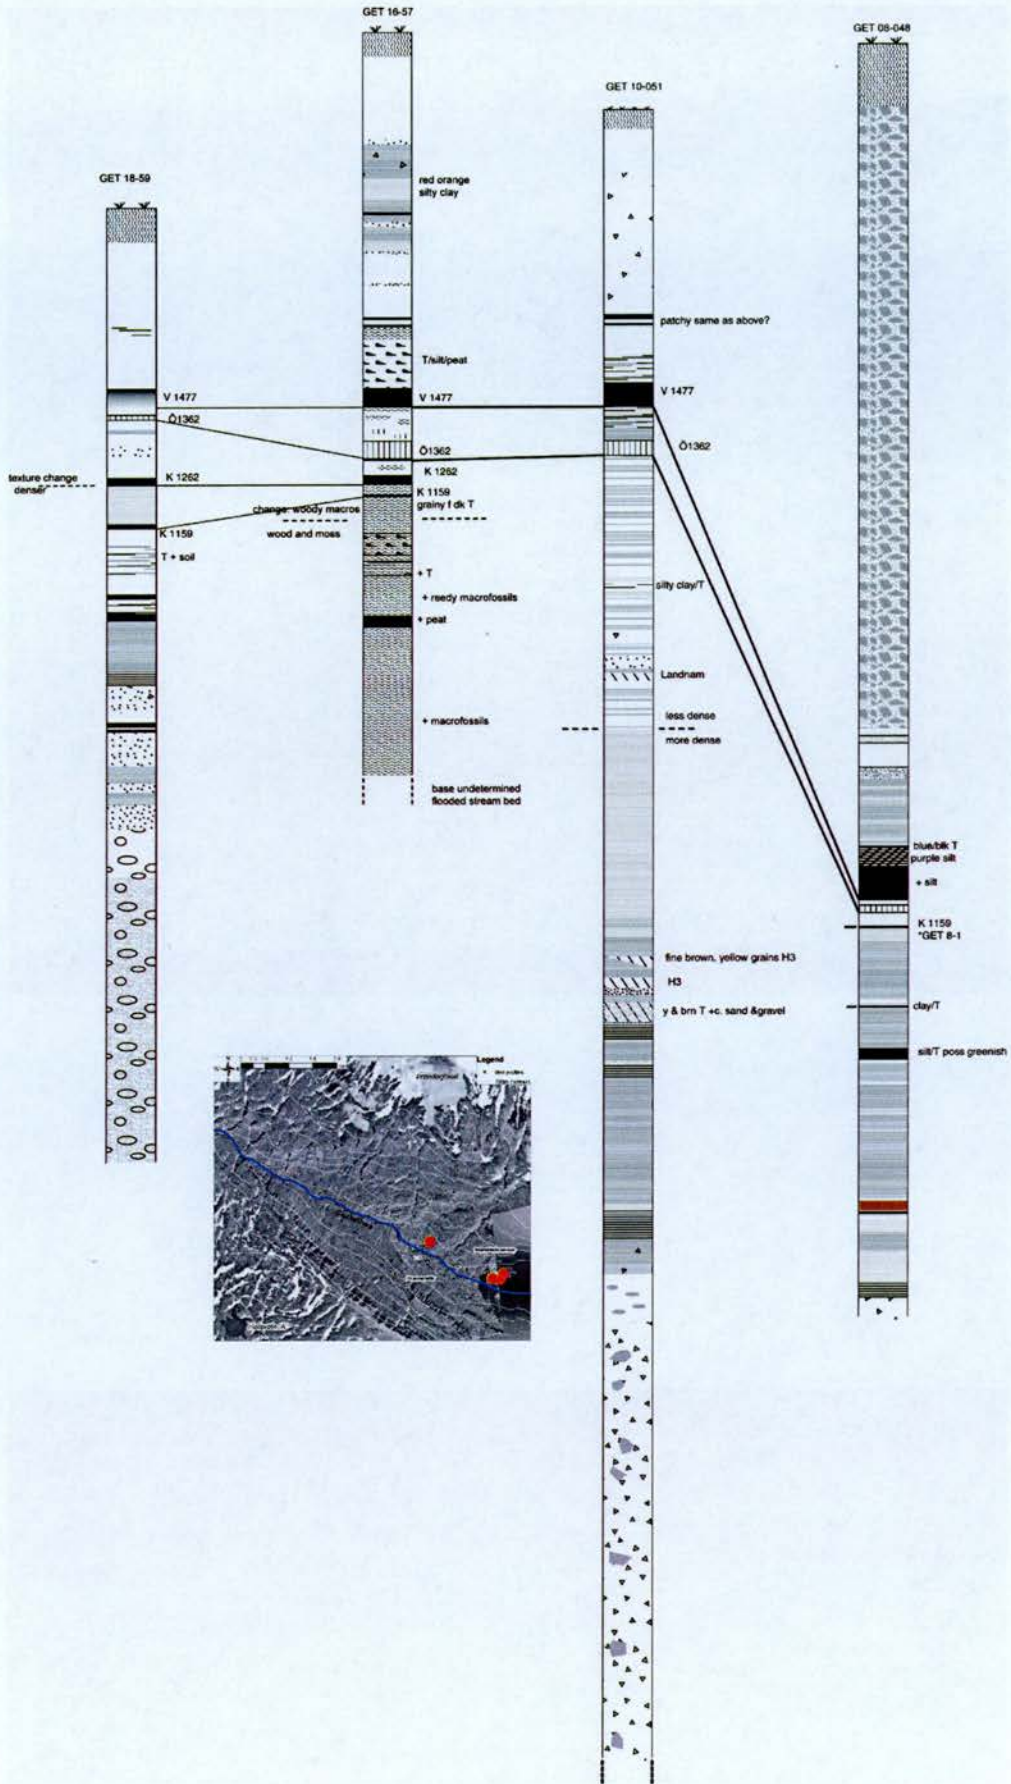 GET 16-57
GET 08-048
GET 10-051
GET 18-59
red orange
silty clay
patchy same as above?
T/silt/peat
V 1477
V 1477
V 1477
Ö1362
Ö1362
Ö1362
K 1262
K 1262
texture change
denser
K 1159
grainy f dk T
change: woody macros
wood and moss
K 1159
T + soil
+ T
+ reedy macrofossils
+ peat
silty clay/T
Landnam
less dense
more dense
+ macrofossils
base undetermined
flooded stream bed
blue/blk T
purple silt
+ silt
K 1159
*GET 8-1
clay/T
silt/T poss greenish
fine brown, yellow grains H3
H3
y & brn T +c. sand &gravel
Legend